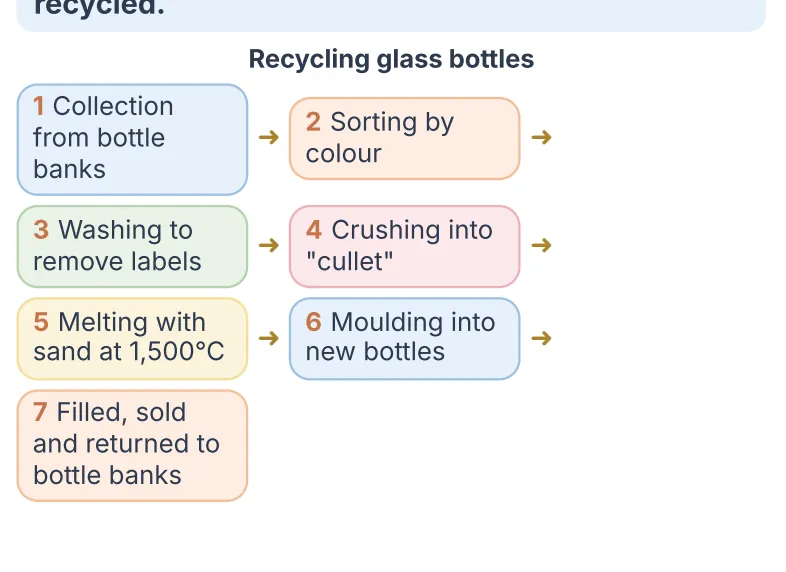 recycled.
Recycling glass bottles
1 Collection
from bottle
banks
→
2 Sorting by
colour
→
3 Washing to
remove labels
→
4 Crushing into
"cullet"
→
5 Melting with
sand at 1,500°C
→
6 Moulding into
new bottles
→
7 Filled, sold
and returned to
bottle banks